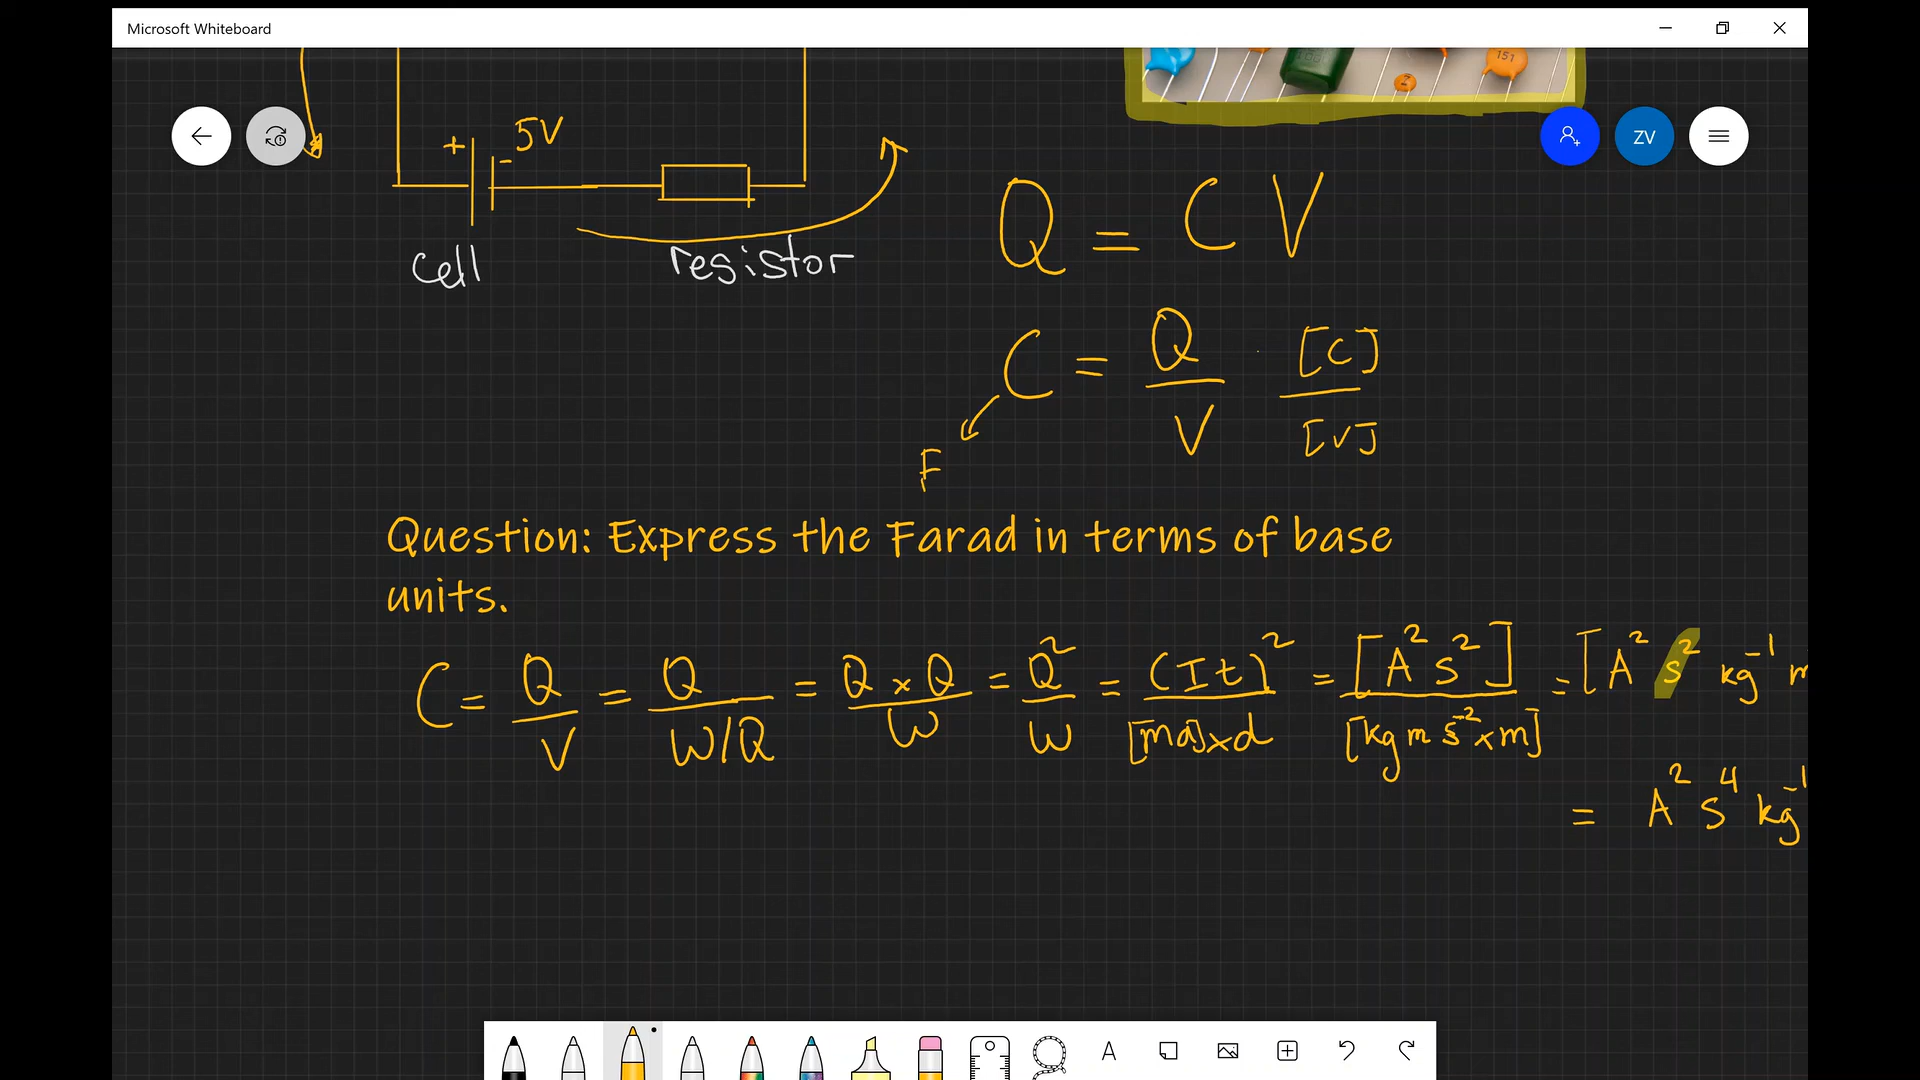 Microsoft Whiteboard
151
Z
+ - 5V
ZV
Cell
resistor
Q = C V
C = Q / V [C] / [V]
F
Question: Express the Farad in terms of base
units.
C = Q / V = Q / W/Q = Q × Q / W = Q² / W = (It)² / [ma]×d = [A² s²] / [kg m s⁻² × m] = [A² s² kg⁻¹ m
= A² s⁴ kg⁻¹
A